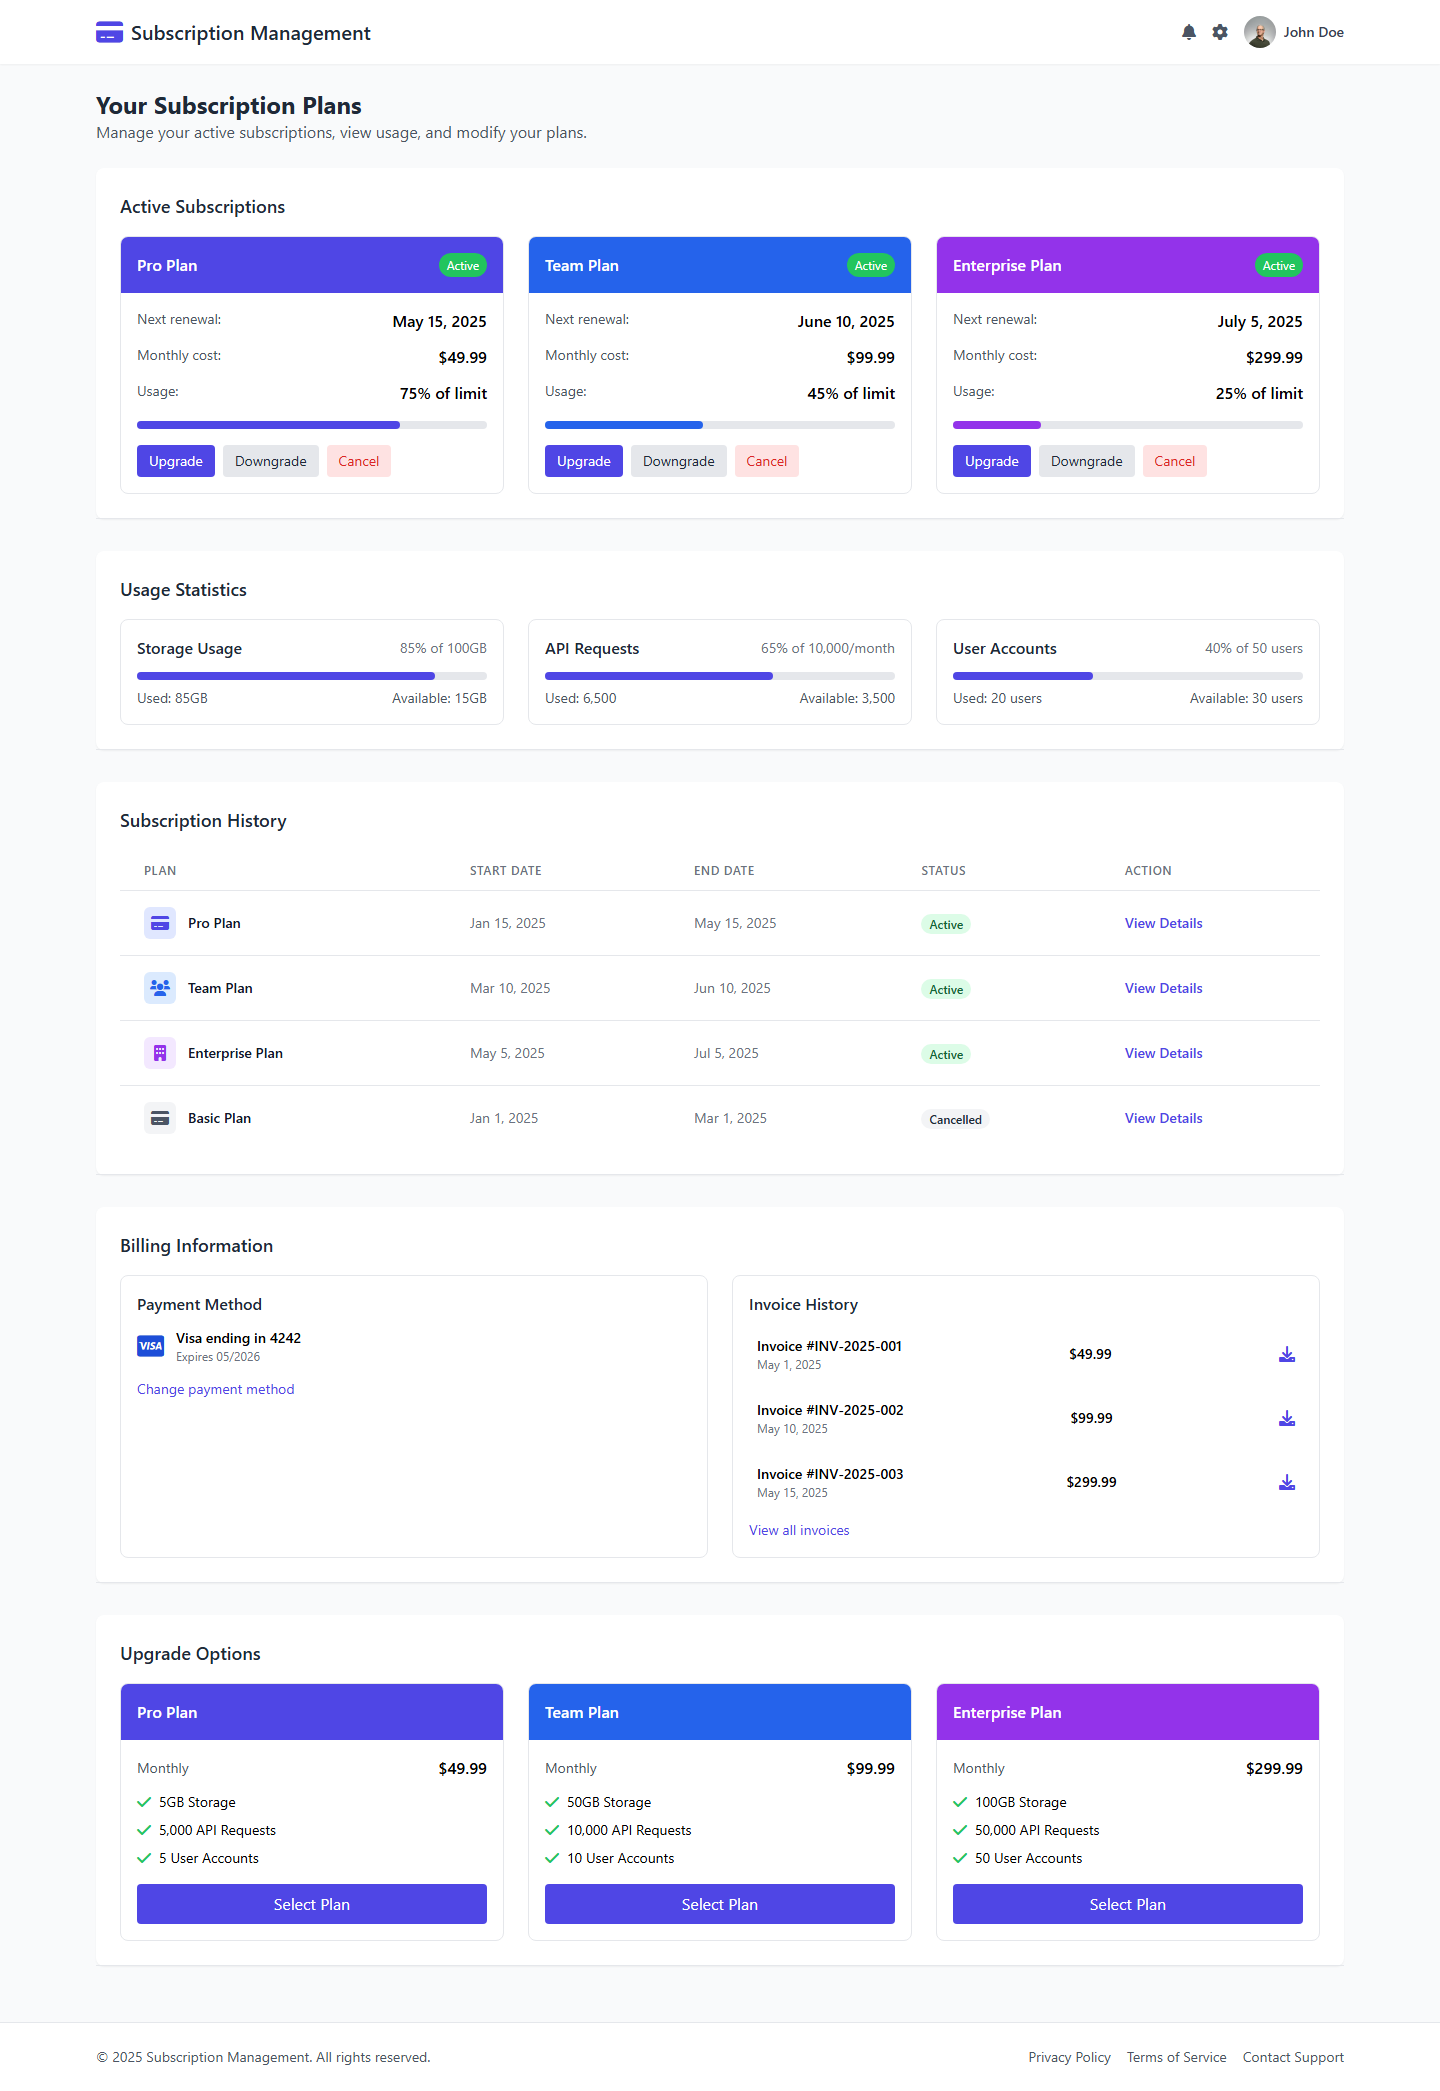 Subscription Management
John Doe
Your Subscription Plans
Manage your active subscriptions, view usage, and modify your plans.
Active Subscriptions
Pro Plan
Active
Next renewal:
May 15, 2025
Monthly cost:
$49.99
Usage:
75% of limit
Upgrade
Downgrade
Cancel
Team Plan
Active
Next renewal:
June 10, 2025
Monthly cost:
$99.99
Usage:
45% of limit
Upgrade
Downgrade
Cancel
Enterprise Plan
Active
Next renewal:
July 5, 2025
Monthly cost:
$299.99
Usage:
25% of limit
Upgrade
Downgrade
Cancel
Usage Statistics
Storage Usage
85% of 100GB
Used: 85GB
Available: 15GB
API Requests
65% of 10,000/month
Used: 6,500
Available: 3,500
User Accounts
40% of 50 users
Used: 20 users
Available: 30 users
Subscription History
PLAN START DATE END DATE STATUS ACTION
Pro Plan Jan 15, 2025 May 15, 2025 Active View Details
Team Plan Mar 10, 2025 Jun 10, 2025 Active View Details
Enterprise Plan May 5, 2025 Jul 5, 2025 Active View Details
Basic Plan Jan 1, 2025 Mar 1, 2025 Cancelled View Details
Billing Information
Payment Method
VISA
Visa ending in 4242
Expires 05/2026
Change payment method
Invoice History
Invoice #INV-2025-001
May 1, 2025
$49.99
Invoice #INV-2025-002
May 10, 2025
$99.99
Invoice #INV-2025-003
May 15, 2025
$299.99
View all invoices
Upgrade Options
Pro Plan
Monthly
$49.99
5GB Storage
5,000 API Requests
5 User Accounts
Select Plan
Team Plan
Monthly
$99.99
50GB Storage
10,000 API Requests
10 User Accounts
Select Plan
Enterprise Plan
Monthly
$299.99
100GB Storage
50,000 API Requests
50 User Accounts
Select Plan
© 2025 Subscription Management. All rights reserved.
Privacy Policy
Terms of Service
Contact Support